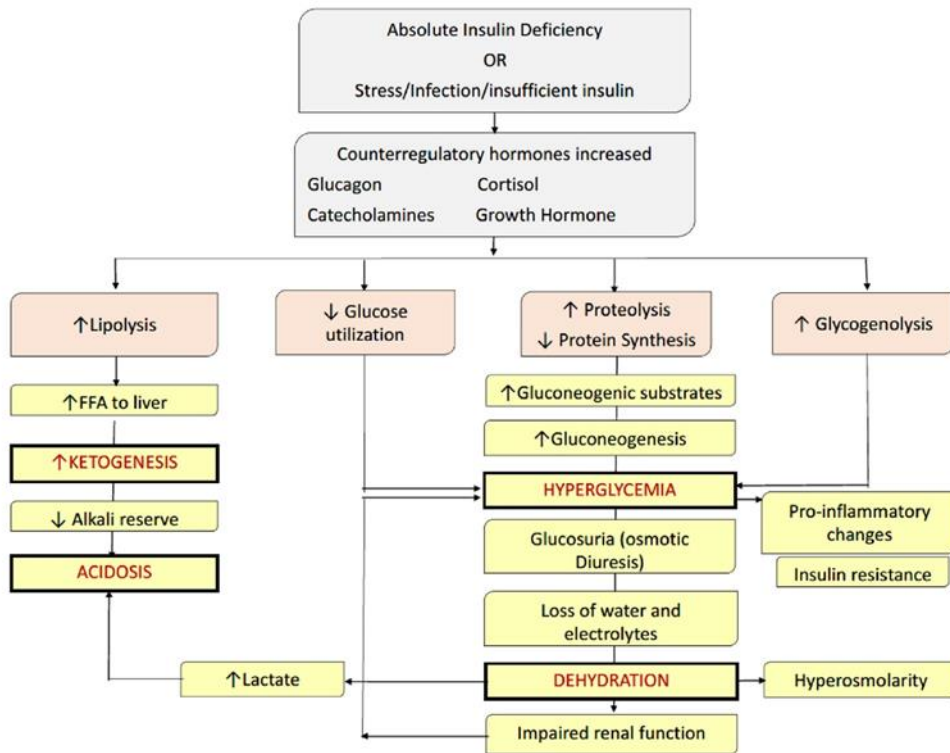 Absolute Insulin Deficiency
OR
Stress/Infection/insufficient insulin
Counterregulatory hormones increased
Glucagon Cortisol
Catecholamines Growth Hormone
↑Lipolysis
↓ Glucose
utilization
↑ Proteolysis
↓ Protein Synthesis
↑ Glycogenolysis
↑FFA to liver
↑KETOGENESIS
↓ Alkali reserve
ACIDOSIS
↑Gluconeogenic substrates
↑Gluconeogenesis
HYPERGLYCEMIA
Pro-inflammatory
changes
Insulin resistance
Glucosuria (osmotic
Diuresis)
Loss of water and
electrolytes
↑Lactate
DEHYDRATION
Hyperosmolarity
Impaired renal function